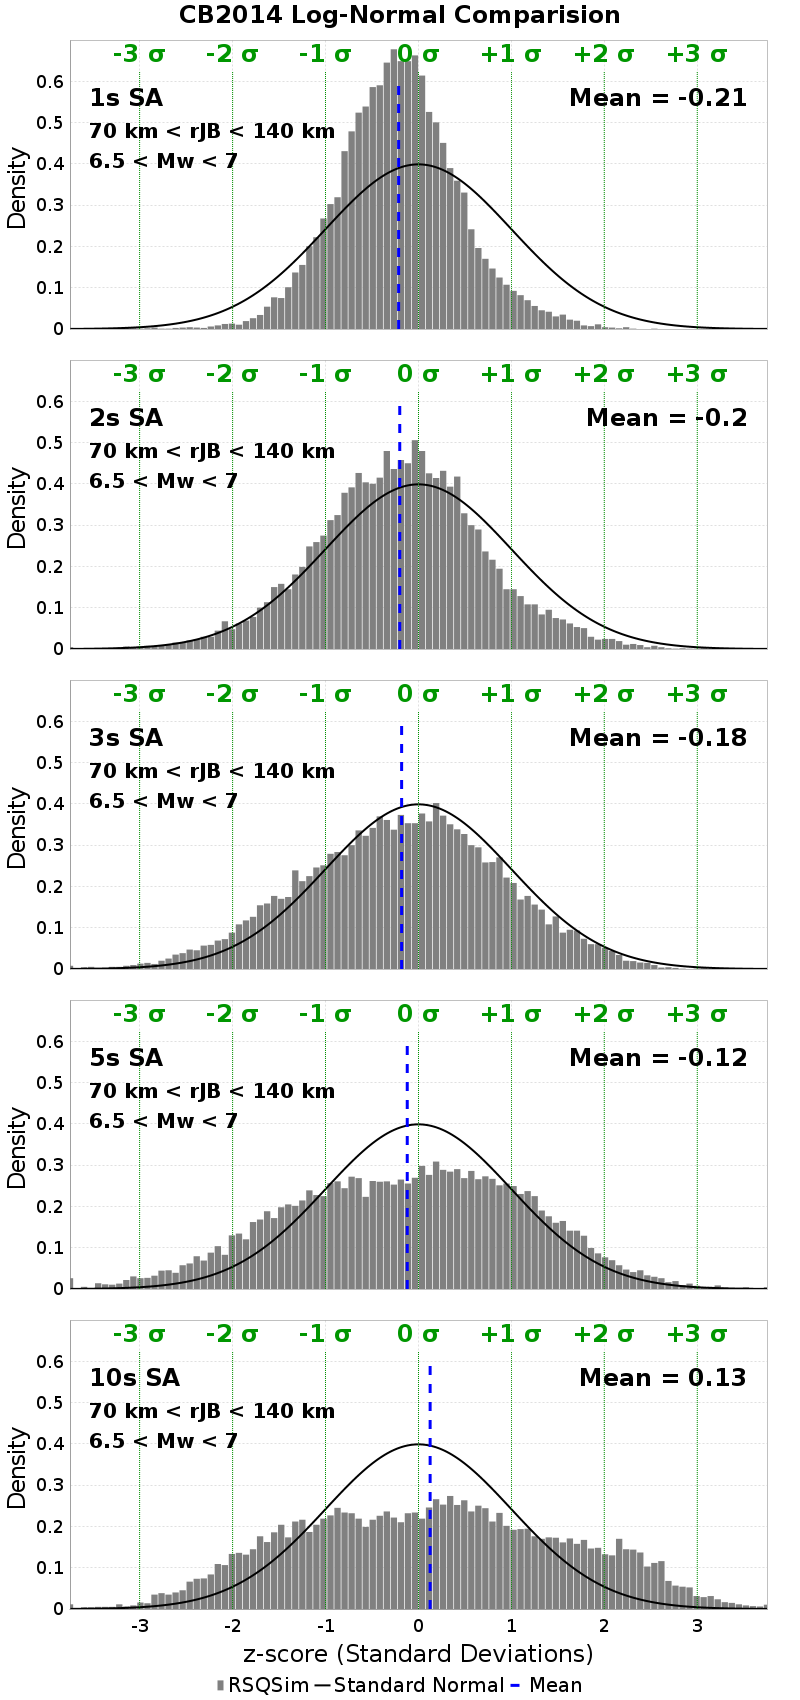 CB2014 Log-Normal Comparision
-3 σ -2 σ -1 σ 0 σ +1 σ +2 σ +3 σ
1s SA
Mean = -0.21
70 km < rJB < 140 km
6.5 < Mw < 7
Density
0.6
0.5
0.4
0.3
0.2
0.1
0
-3 σ -2 σ -1 σ 0 σ +1 σ +2 σ +3 σ
2s SA
Mean = -0.2
70 km < rJB < 140 km
6.5 < Mw < 7
Density
0.6
0.5
0.4
0.3
0.2
0.1
0
-3 σ -2 σ -1 σ 0 σ +1 σ +2 σ +3 σ
3s SA
Mean = -0.18
70 km < rJB < 140 km
6.5 < Mw < 7
Density
0.6
0.5
0.4
0.3
0.2
0.1
0
-3 σ -2 σ -1 σ 0 σ +1 σ +2 σ +3 σ
5s SA
Mean = -0.12
70 km < rJB < 140 km
6.5 < Mw < 7
Density
0.6
0.5
0.4
0.3
0.2
0.1
0
-3 σ -2 σ -1 σ 0 σ +1 σ +2 σ +3 σ
10s SA
Mean = 0.13
70 km < rJB < 140 km
6.5 < Mw < 7
Density
0.6
0.5
0.4
0.3
0.2
0.1
0
-3 -2 -1 0 1 2 3
z-score (Standard Deviations)
RSQSim Standard Normal Mean